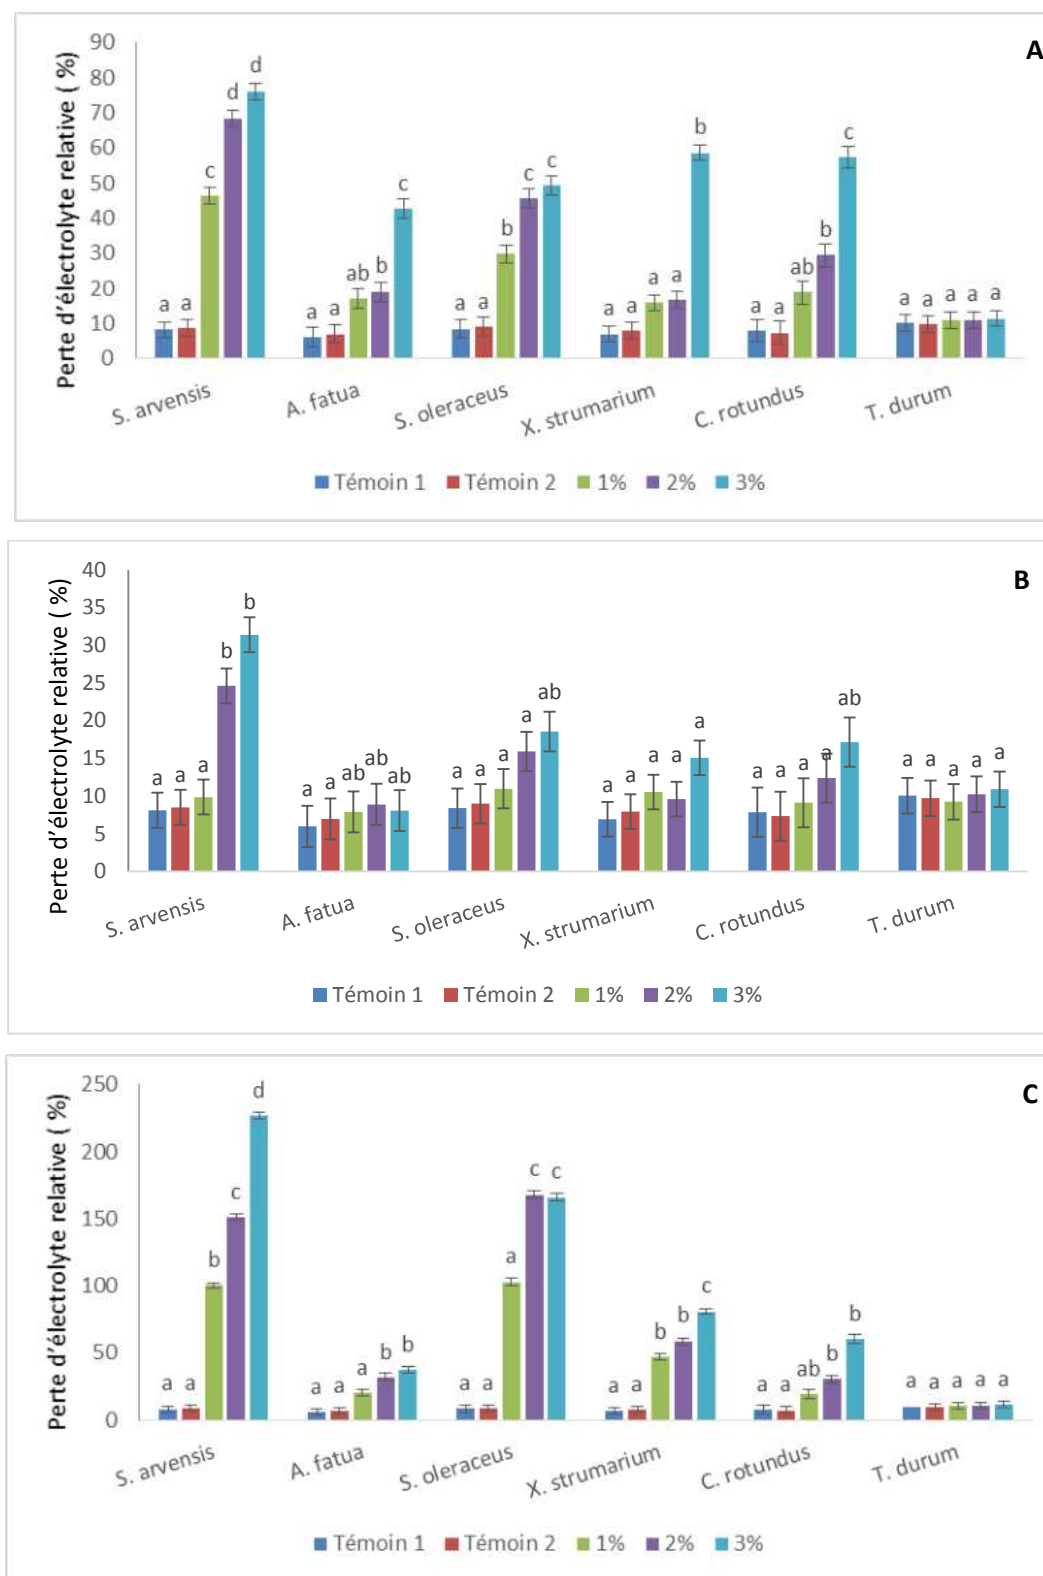 A
Perte d'électrolyte relative ( %)
90
80
70
60
50
40
30
20
10
0
a a c d d
a a ab b c
a a b c c
a a a a b
a a ab b c
a a a a a
S. arvensis
A. fatua
S. oleraceus
X. strumarium
C. rotundus
T. durum
Témoin 1 Témoin 2 1% 2% 3%
B
Perte d'électrolyte relative ( %)
40
35
30
25
20
15
10
5
0
a a a b b
a a ab ab ab
a a a a ab
a a a a a
a a a a ab
a a a a a
S. arvensis
A. fatua
S. oleraceus
X. strumarium
C. rotundus
T. durum
Témoin 1 Témoin 2 1% 2% 3%
C
Perte d'électrolyte relative ( %)
250
200
150
100
50
0
a a b c d
a a a b b
a a a c c
a a b b c
a a ab b b
a a a a a
S. arvensis
A. fatua
S. oleraceus
X. strumarium
C. rotundus
T. durum
Témoin 1 Témoin 2 1% 2% 3%